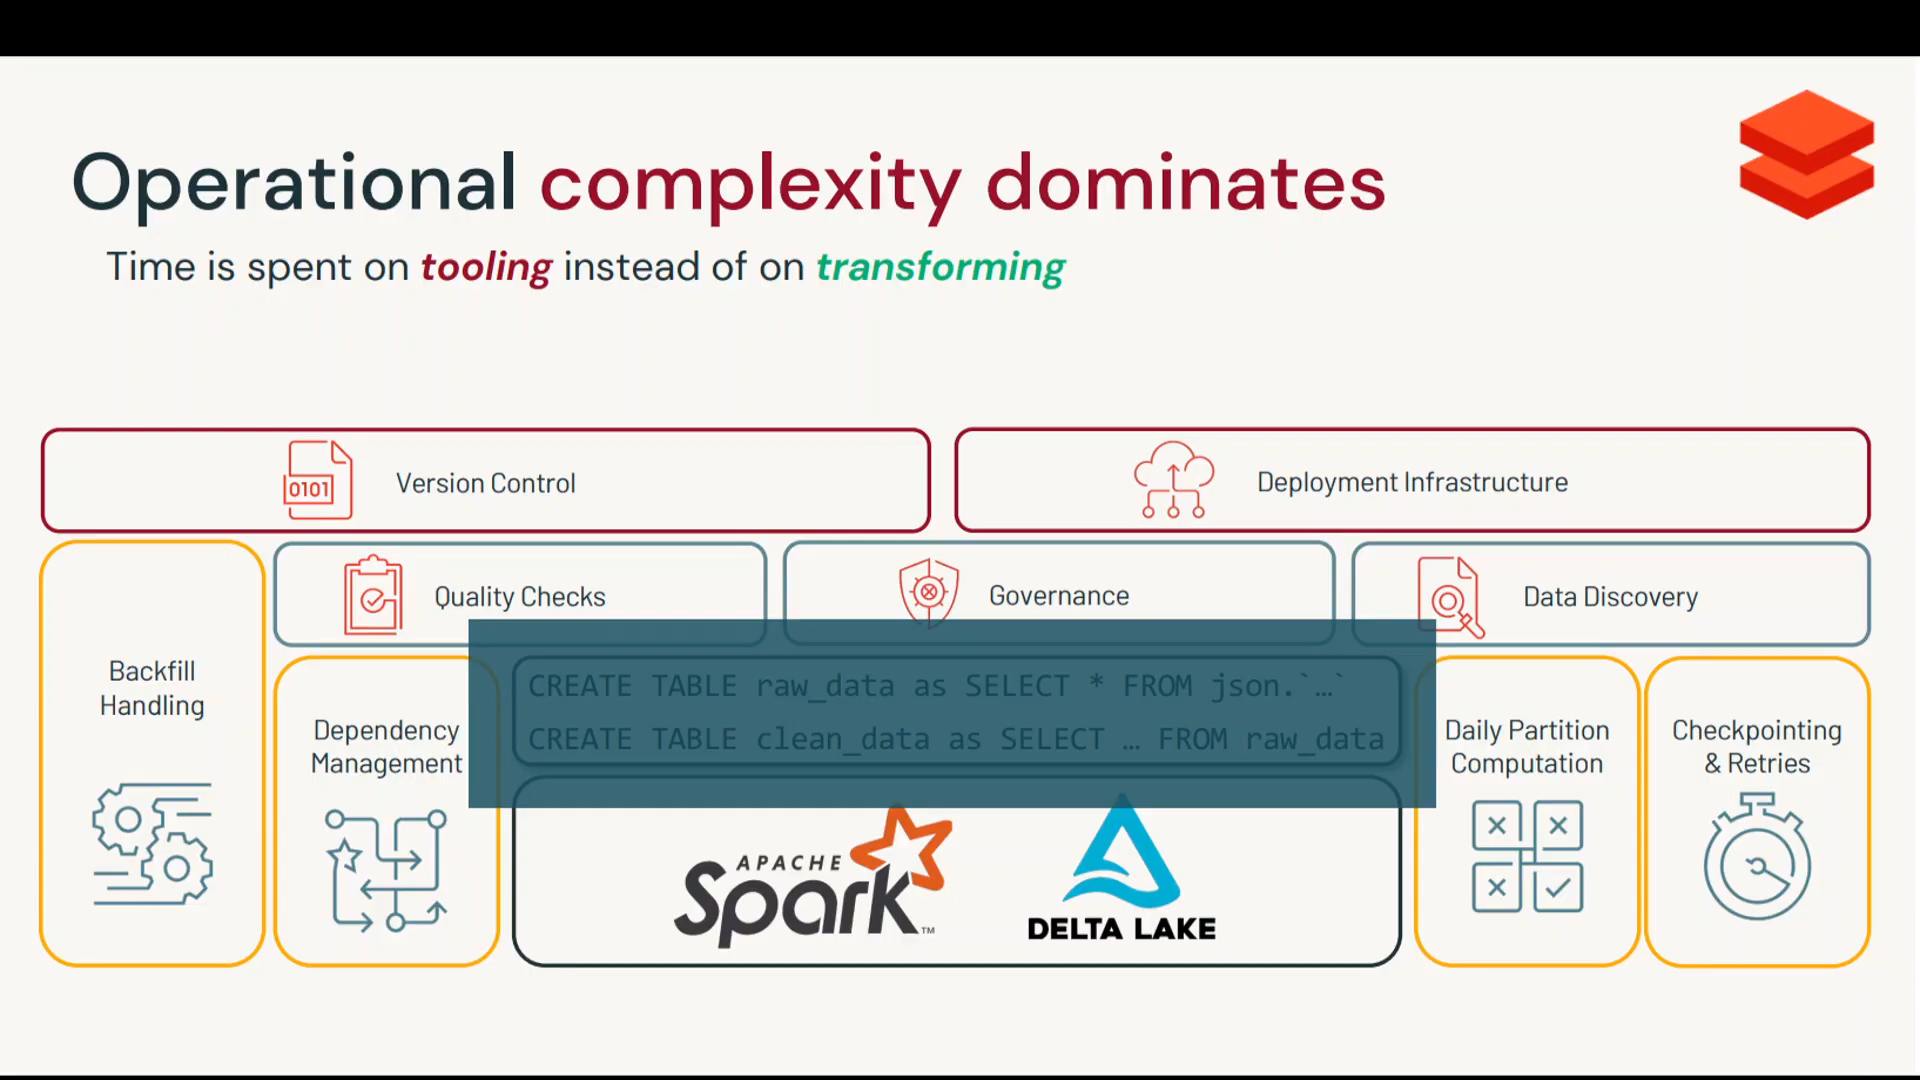 Operational complexity dominates
Time is spent on tooling instead of on transforming
0101
Version Control
Deployment Infrastructure
Quality Checks
Governance
Data Discovery
Backfill
Handling
Dependency
Management
CREATE TABLE raw_data as SELECT * FROM json.`…`
CREATE TABLE clean_data as SELECT … FROM raw_data
Daily Partition
Computation
Checkpointing
& Retries
APACHE
Spark™
DELTA LAKE